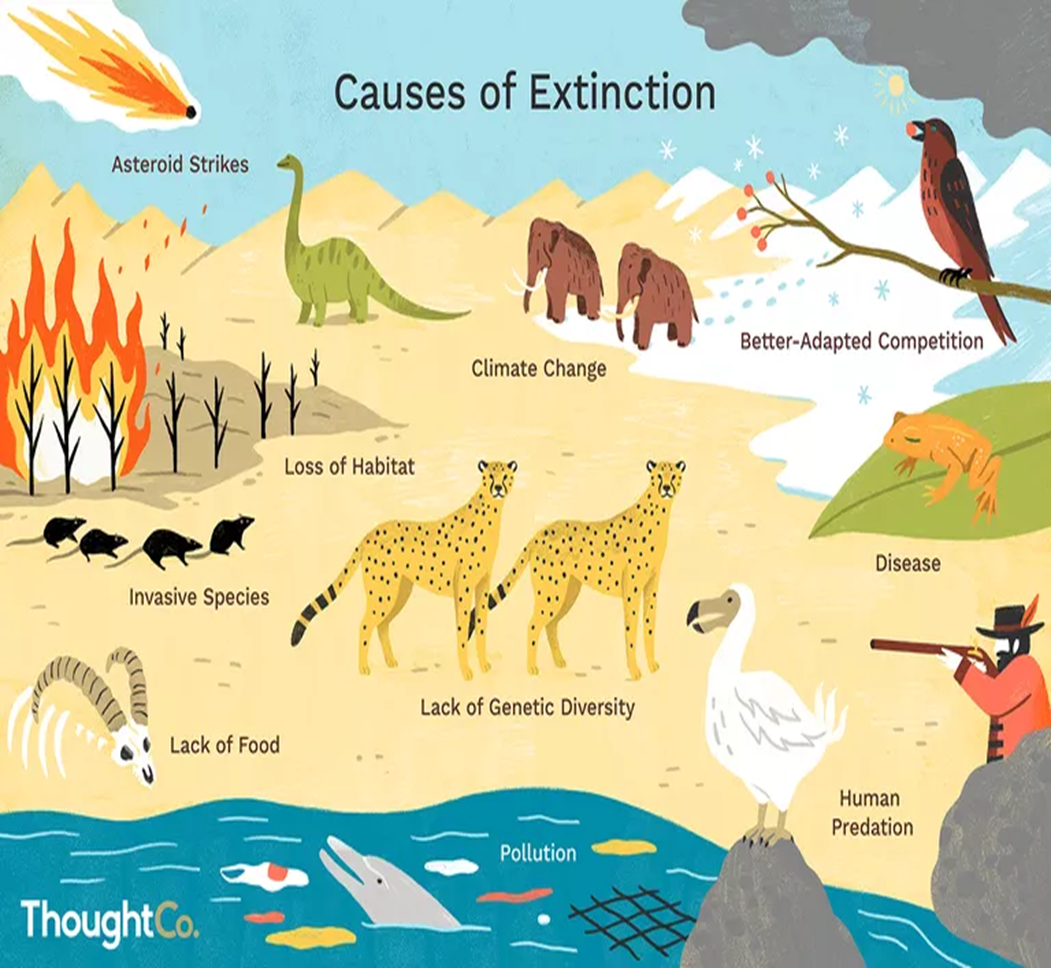 Causes of Extinction
Asteroid Strikes
Climate Change
Better-Adapted Competition
Loss of Habitat
Disease
Invasive Species
Lack of Genetic Diversity
Lack of Food
Human
Predation
Pollution
ThoughtCo.